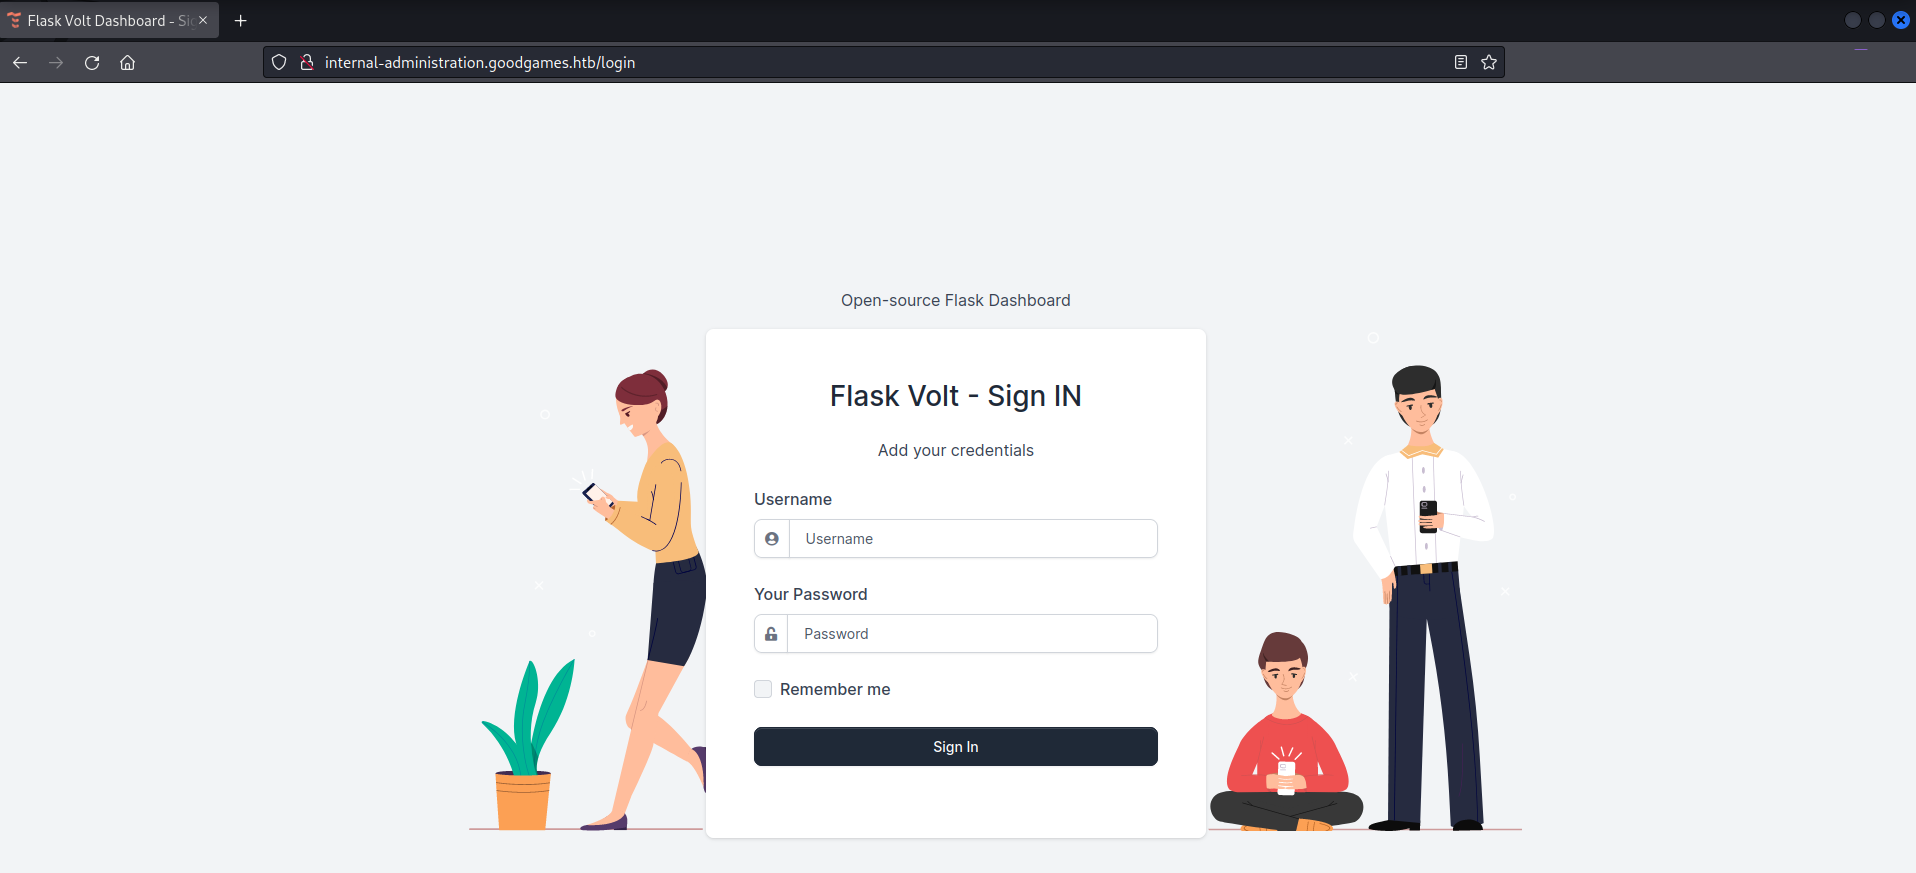 Flask Volt Dashboard - Sig
internal-administration.goodgames.htb/login
Open-source Flask Dashboard
Flask Volt - Sign IN
Add your credentials
Username
Username
Your Password
Password
Remember me
Sign In